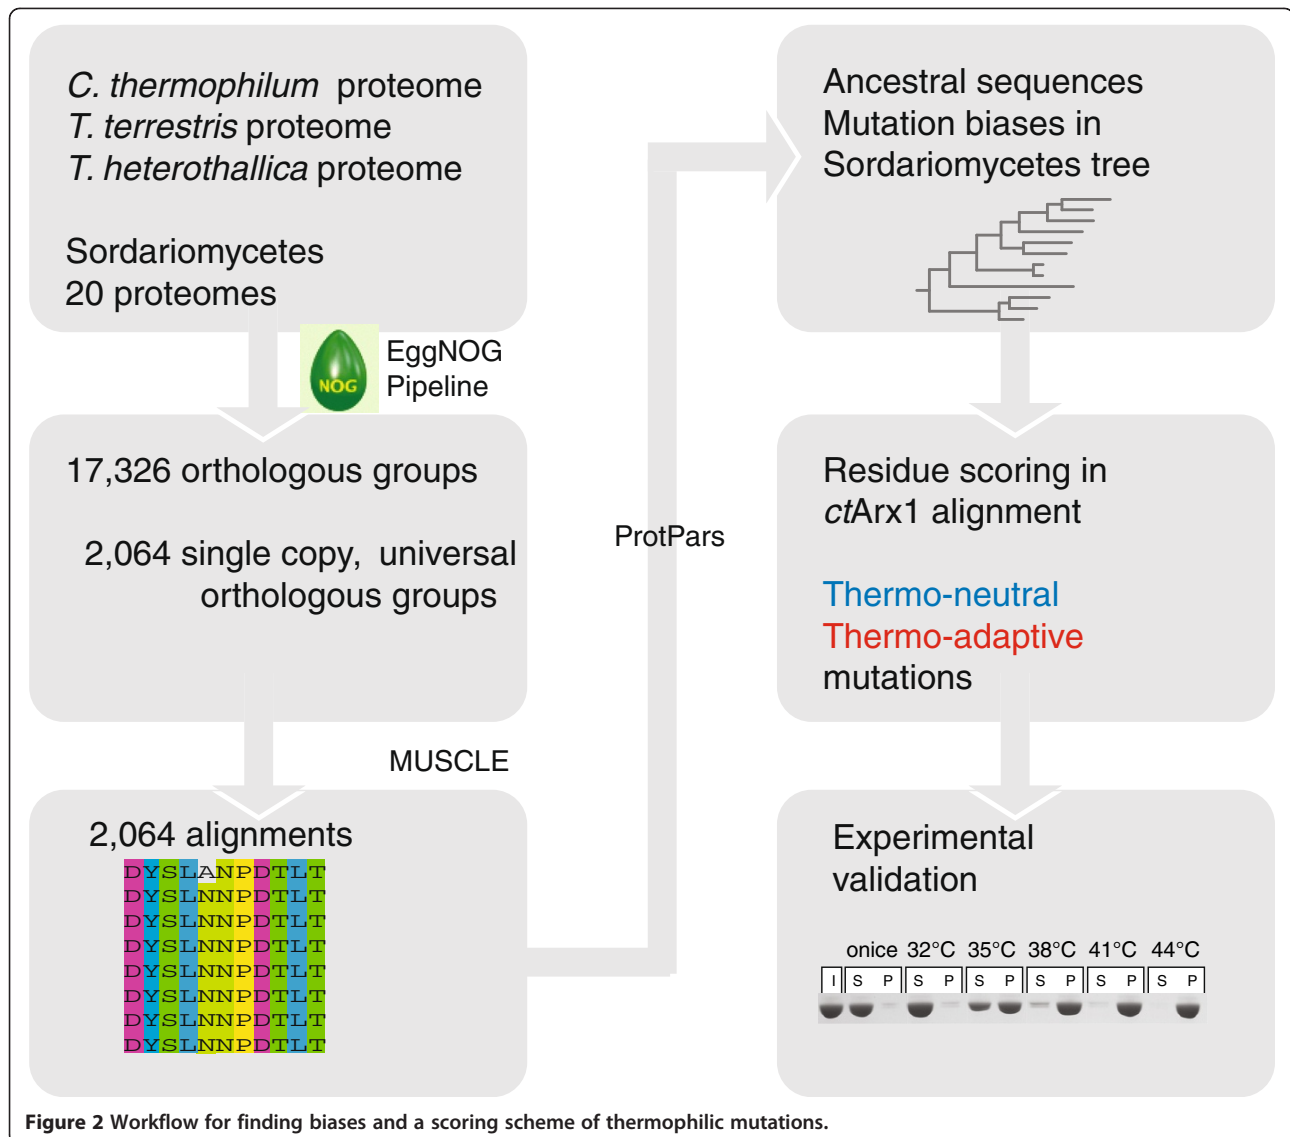 C. thermophilum proteome
T. terrestris proteome
T. heterothallica proteome
Sordariomycetes
20 proteomes
NOG
EggNOG
Pipeline
17,326 orthologous groups
2,064 single copy, universal
orthologous groups
MUSCLE
2,064 alignments
DYSLANPDTLT
DYSLNNPDTLT
DYSLNNPDTLT
DYSLNNPDTLT
DYSLNNPDTLT
DYSLNNPDTLT
DYSLNNPDTLT
DYSLNNPDTLT
ProtPars
Ancestral sequences
Mutation biases in
Sordariomycetes tree
Residue scoring in
ctArx1 alignment
Thermo-neutral
Thermo-adaptive
mutations
Experimental
validation
onice 32°C 35°C 38°C 41°C 44°C
I S P S P S P S P S P S P
Figure 2 Workflow for finding biases and a scoring scheme of thermophilic mutations.